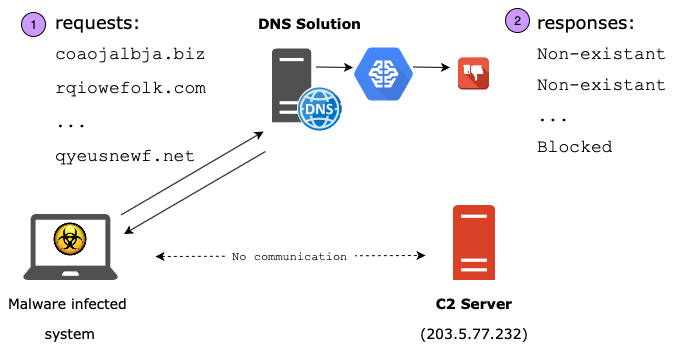 1
requests:
coaojalbja.biz
rqiowefolk.com
...
qyeusnewf.net
DNS Solution
DNS
2
responses:
Non-existant
Non-existant
...
Blocked
No communication
Malware infected
system
C2 Server
(203.5.77.232)